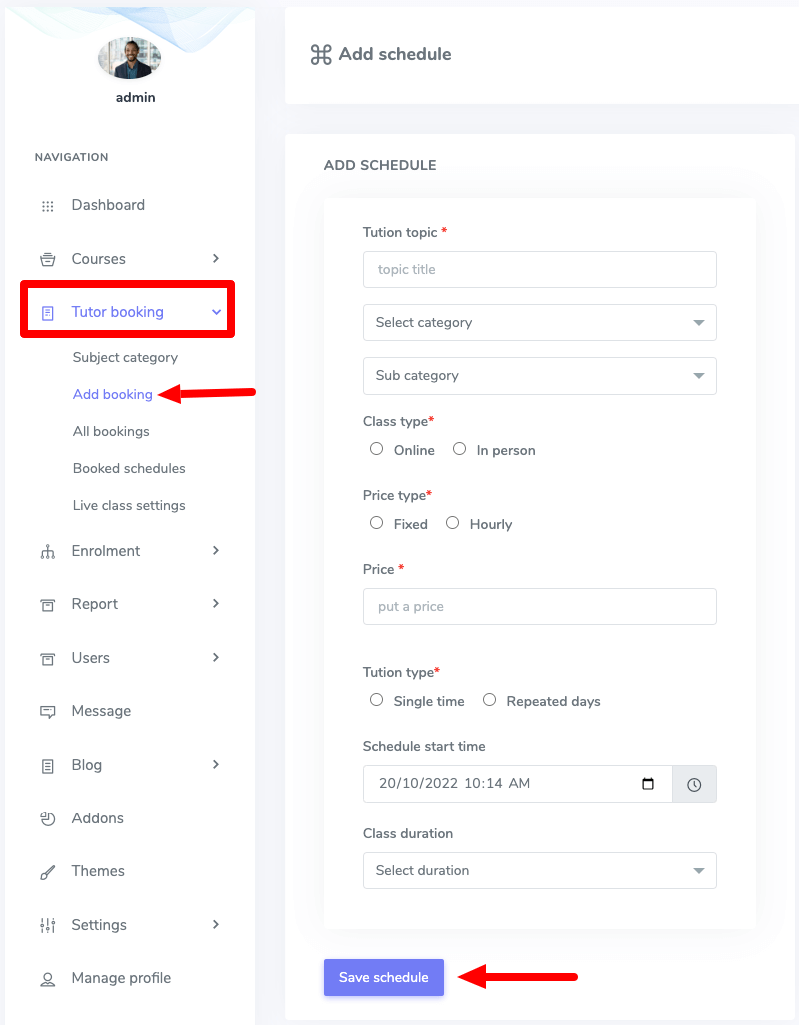 admin
NAVIGATION
Dashboard
Courses
Tutor booking
Subject category
Add booking
All bookings
Booked schedules
Live class settings
Enrolment
Report
Users
Message
Blog
Addons
Themes
Settings
Manage profile
Add schedule
ADD SCHEDULE
Tution topic *
topic title
Select category
Sub category
Class type*
Online In person
Price type*
Fixed Hourly
Price *
put a price
Tution type*
Single time Repeated days
Schedule start time
20/10/2022 10:14 AM
Class duration
Select duration
Save schedule